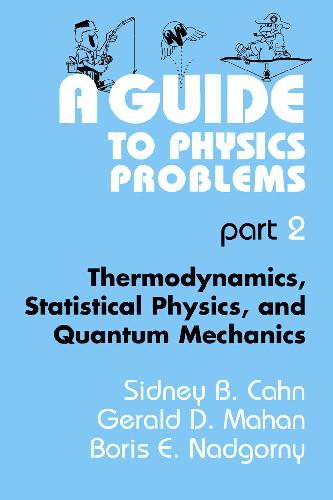 A GUIDE
TO PHYSICS
PROBLEMS
part 2
Thermodynamics,
Statistical Physics, and
Quantum Mechanics
Sidney B. Cahn
Gerald D. Mahan
Boris E. Nadgorny